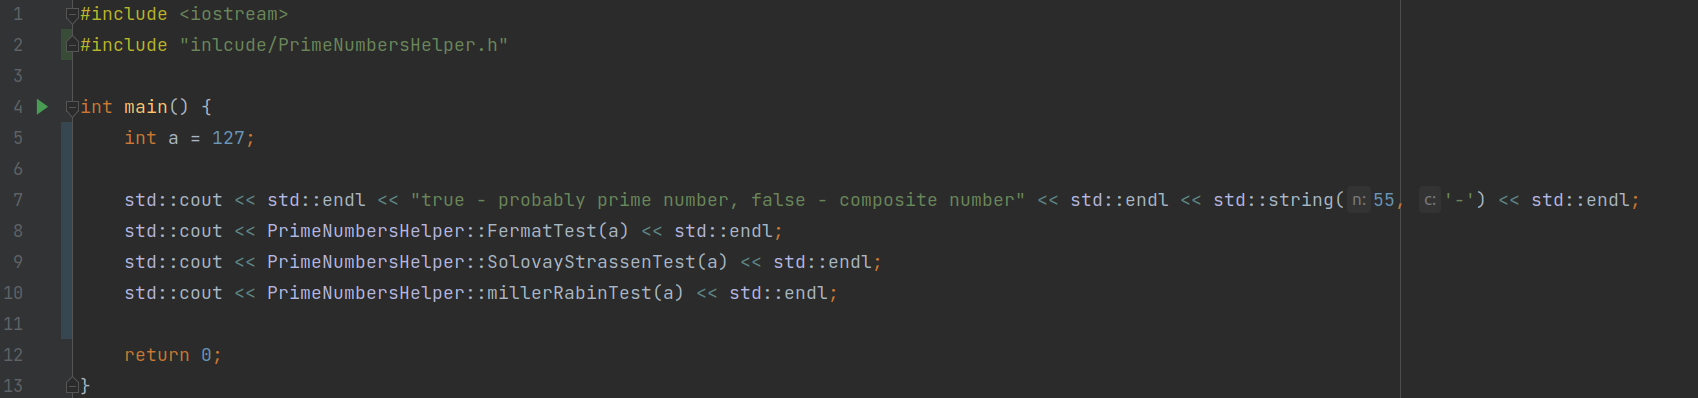 1 #include <iostream>
2 #include "inlcude/PrimeNumbersHelper.h"
3
4 int main() {
5     int a = 127;
6
7     std::cout << std::endl << "true - probably prime number, false - composite number" << std::endl << std::string( n: 55, c: '-') << std::endl;
8     std::cout << PrimeNumbersHelper::FermatTest(a) << std::endl;
9     std::cout << PrimeNumbersHelper::SolovayStrassenTest(a) << std::endl;
10     std::cout << PrimeNumbersHelper::millerRabinTest(a) << std::endl;
11
12     return 0;
13 }